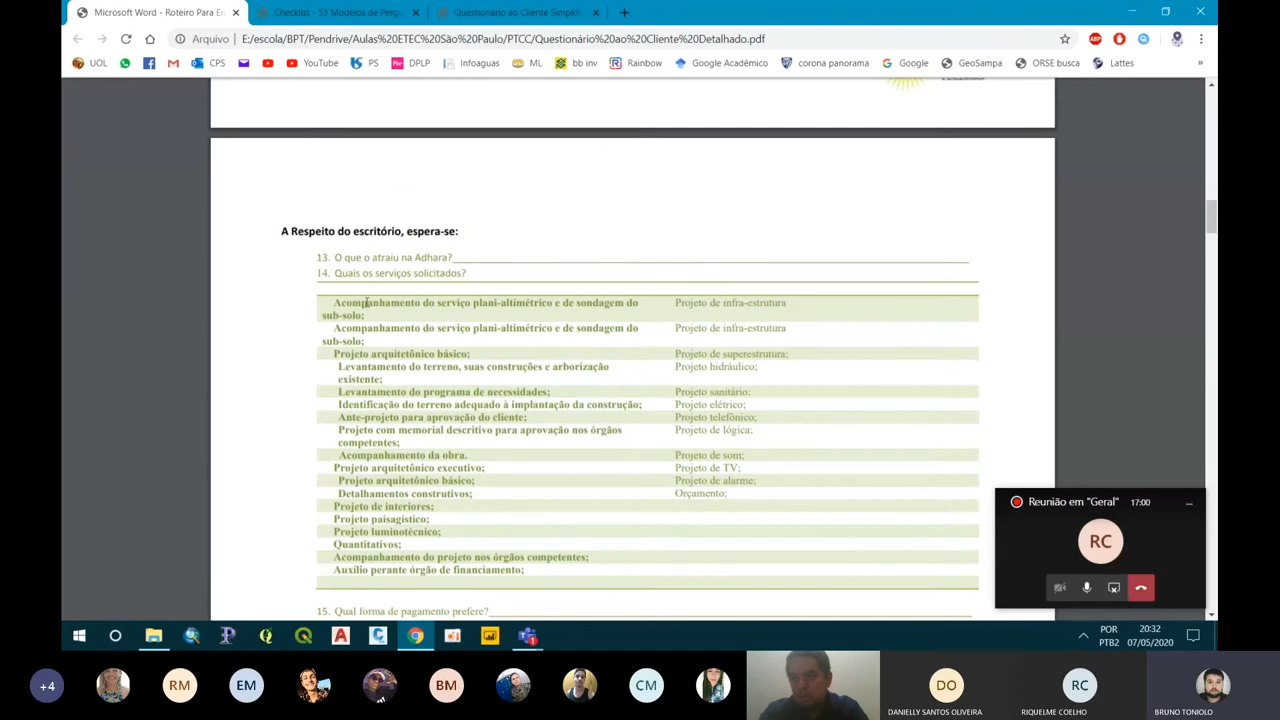 Microsoft Word - Roteiro Para En
Checklist - 53 Modelos de Pergu
Questionário ao Cliente Simplifi
Arquivo
E:/escola/BPT/Pendrive/Aulas%20ETEC%20São%20Paulo/PTCC/Questionário%20ao%20Cliente%20Detalhado.pdf
ABP
UOL
CPS
YouTube
PS
DPLP
Infoaguas
ML
bb inv
Rainbow
Google Acadêmico
corona panorama
Google
GeoSampa
ORSE busca
Lattes
A Respeito do escritório, espera-se:
13. O que o atraiu na Adhara?
14. Quais os serviços solicitados?
Acompanhamento do serviço plani-altimétrico e de sondagem do sub-solo;
Projeto de infra-estrutura
Acompanhamento do serviço plani-altimétrico e de sondagem do sub-solo;
Projeto de infra-estrutura
Projeto arquitetônico básico;
Projeto de superestrutura;
Levantamento do terreno, suas construções e arborização existente;
Projeto hidráulico;
Levantamento do programa de necessidades;
Projeto sanitário:
Identificação do terreno adequado à implantação da construção;
Projeto elétrico;
Ante-projeto para aprovação do cliente;
Projeto telefônico;
Projeto com memorial descritivo para aprovação nos órgãos competentes;
Projeto de lógica;
Acompanhamento da obra.
Projeto de som;
Projeto arquitetônico executivo;
Projeto de TV;
Projeto arquitetônico básico;
Projeto de alarme;
Detalhamentos construtivos;
Orçamento;
Projeto de interiores;
Projeto paisagístico;
Projeto luminotécnico;
Quantitativos;
Acompanhamento do projeto nos órgãos competentes;
Auxílio perante órgão de financiamento;
15. Qual forma de pagamento prefere?
Reunião em "Geral"
17:00
RC
POR
PTB2
20:32
07/05/2020
+4
RM
EM
BM
CM
DO
DANIELLY SANTOS OLIVEIRA
RC
RIQUELME COELHO
BRUNO TONIOLO